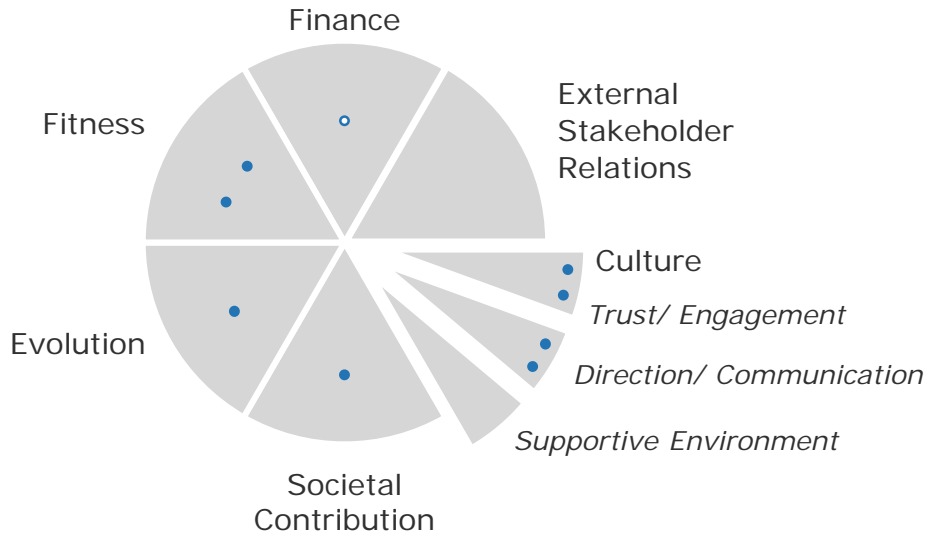 Finance
External
Stakeholder
Relations
Fitness
Culture
Trust/ Engagement
Evolution
Direction/ Communication
Supportive Environment
Societal
Contribution